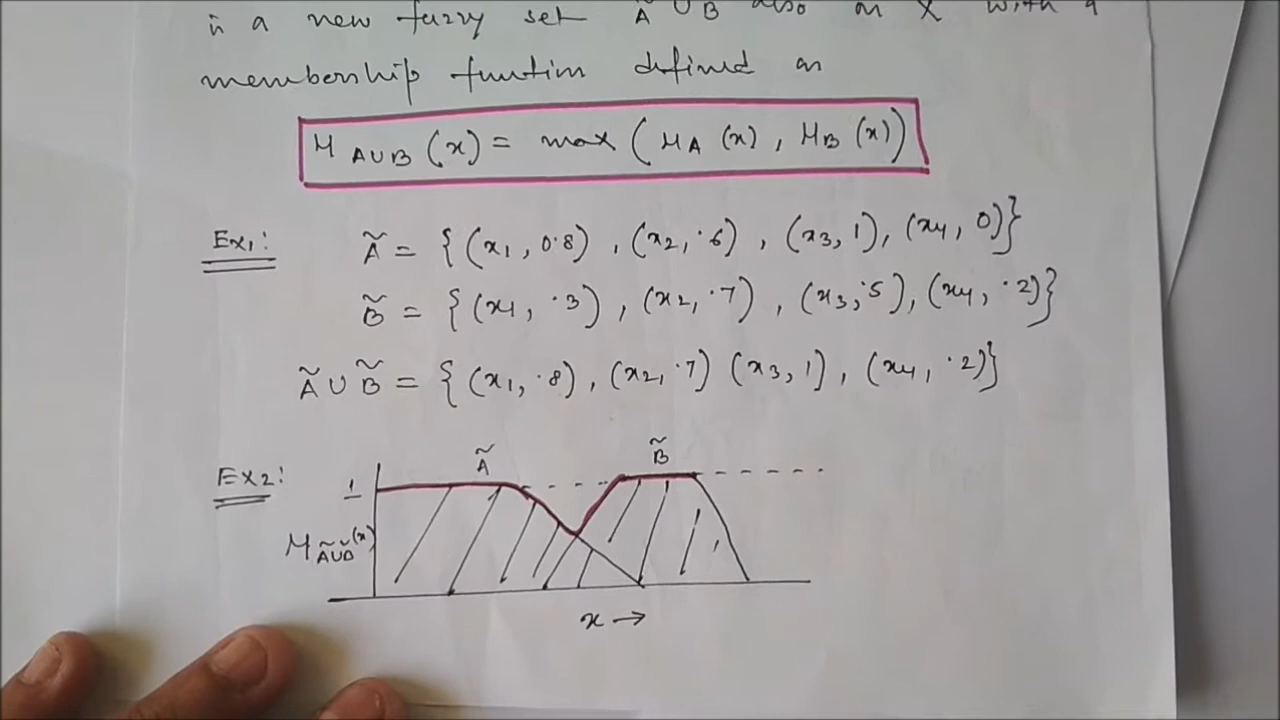 is a new fuzzy set Ã ∪ B̃ also on X with a
membership function defined as
μ A∪B (x) = max (μA (x), μB (x))
Ex1: Ã = {(x1, 0.8), (x2, .6), (x3, 1), (x4, 0)}
B̃ = {(x1, .3), (x2, .7), (x3, .5), (x4, .2)}
Ã ∪ B̃ = {(x1, .8), (x2, .7) (x3, 1), (x4, .2)}
Ex2: Ã B̃
1
μ Ã∪B̃ (x)
x →